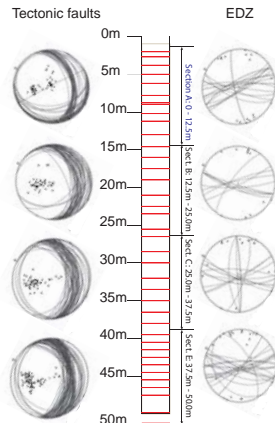 Tectonic faults
EDZ
0m
5m
10m
15m
20m
25m
30m
35m
40m
45m
50m
Section A: 0 - 12.5m
Sect. B: 12.5m - 25.0m
Sect. C: 25.0m - 37.5m
Sect. E: 37.5m - 50.0m